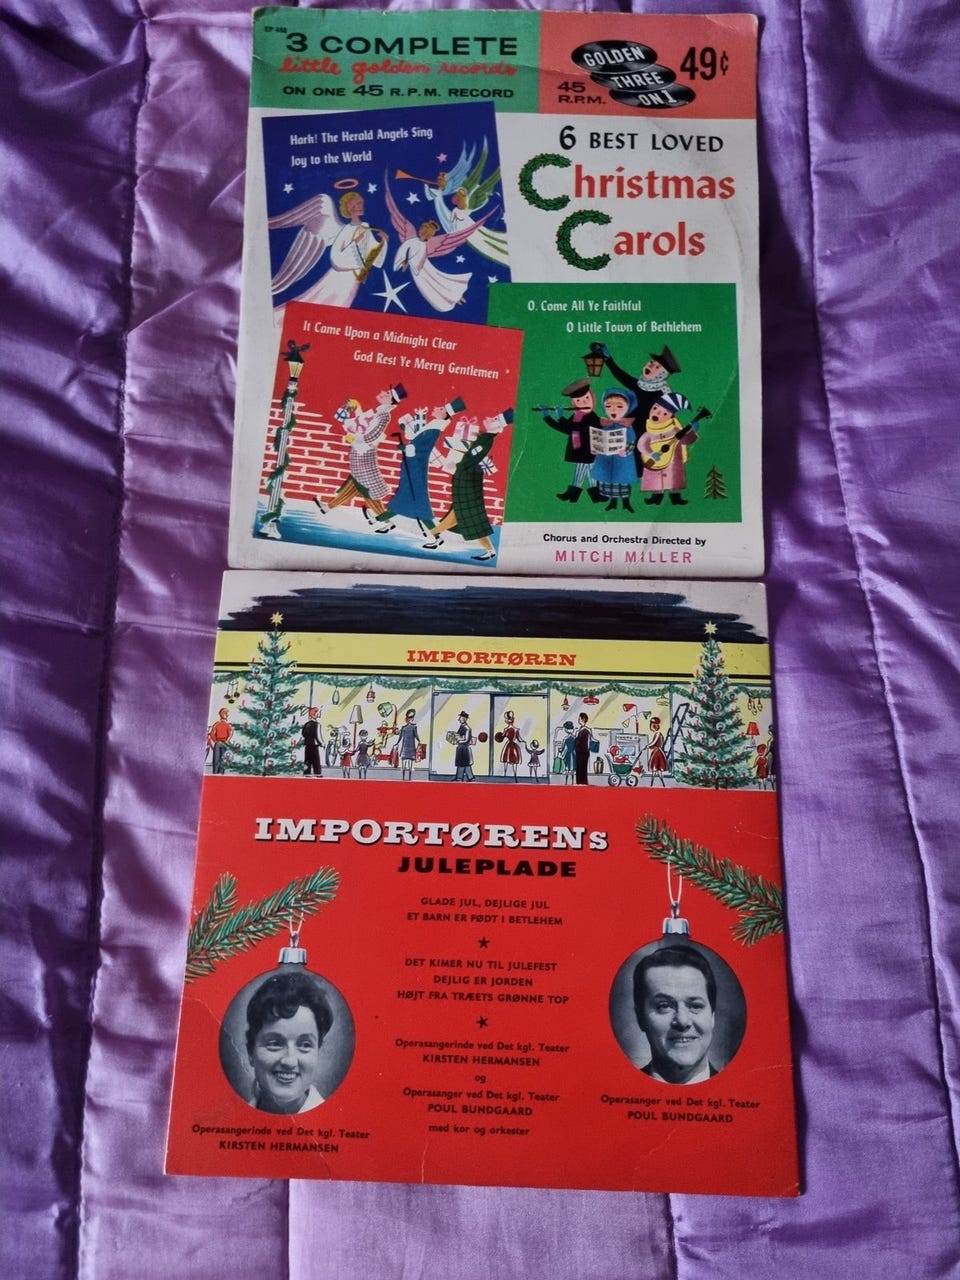 EP 468
3 COMPLETE
little golden records
ON ONE 45 R.P.M. RECORD
45
R.P.M.
GOLDEN
THREE
ON 1
49¢
Hark! The Herald Angels Sing
Joy to the World
6 BEST LOVED
Christmas
Carols
It Came Upon a Midnight Clear
God Rest Ye Merry Gentlemen
O, Come All Ye Faithful
O Little Town of Bethlehem
Chorus and Orchestra Directed by
MITCH MILLER
IMPORTØREN
IMPORTØRENs
JULEPLADE
GLADE JUL, DEJLIGE JUL
ET BARN ER FØDT I BETLEHEM
DET KIMER NU TIL JULEFEST
DEJLIG ER JORDEN
HØJT FRA TRÆETS GRØNNE TOP
Operasangerinde ved Det kgl. Teater
KIRSTEN HERMANSEN
og
Operasanger ved Det kgl. Teater
POUL BUNDGAARD
med kor og orkester
Operasangerinde ved Det kgl. Teater
KIRSTEN HERMANSEN
Operasanger ved Det kgl. Teater
POUL BUNDGAARD